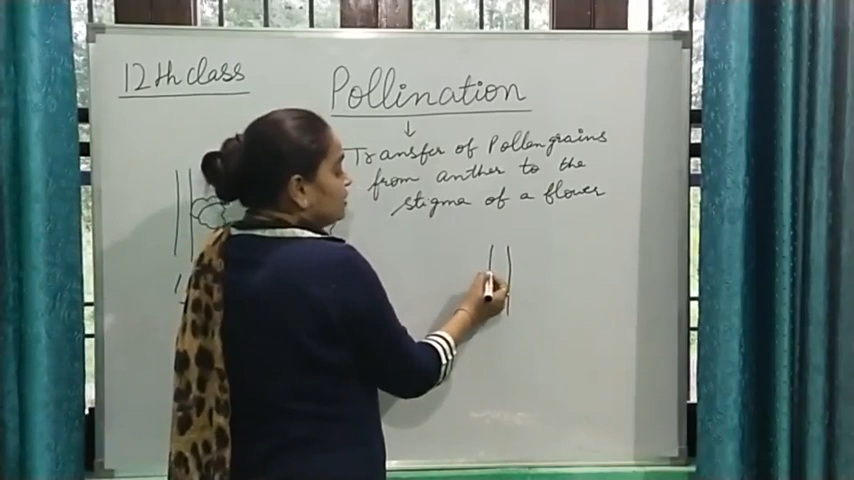 12th class
Pollination
Transfer of Pollengrains
from anther to the
stigma of a flower